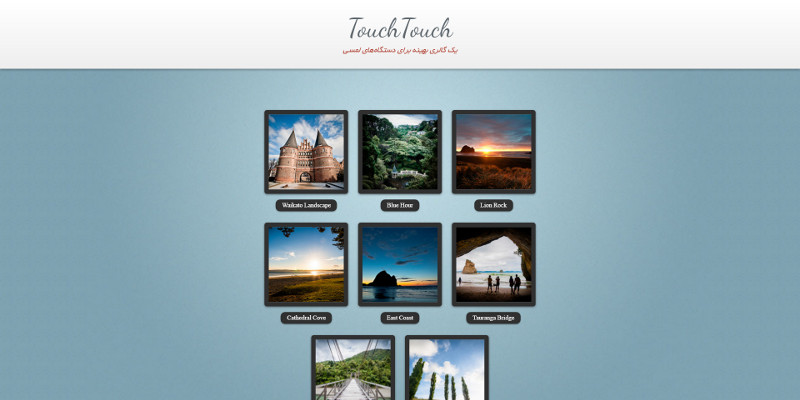 TouchTouch
یک گالری بهینه برای دستگاه‌های لمسی
Waikato Landscape
Blue Hour
Lion Rock
Cathedral Cove
East Coast
Tauranga Bridge